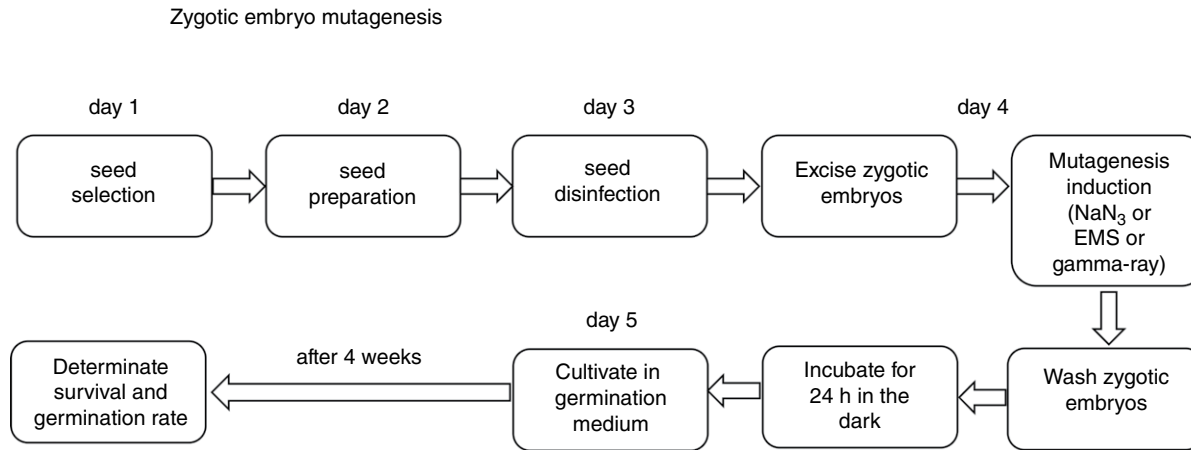 Zygotic embryo mutagenesis
day 1
day 2
day 3
day 4
seed
selection
seed
preparation
seed
disinfection
Excise zygotic
embryos
Mutagenesis
induction
(NaN₃ or
EMS or
gamma-ray)
Wash zygotic
embryos
Incubate for
24 h in the
dark
day 5
Cultivate in
germination
medium
after 4 weeks
Determinate
survival and
germination rate